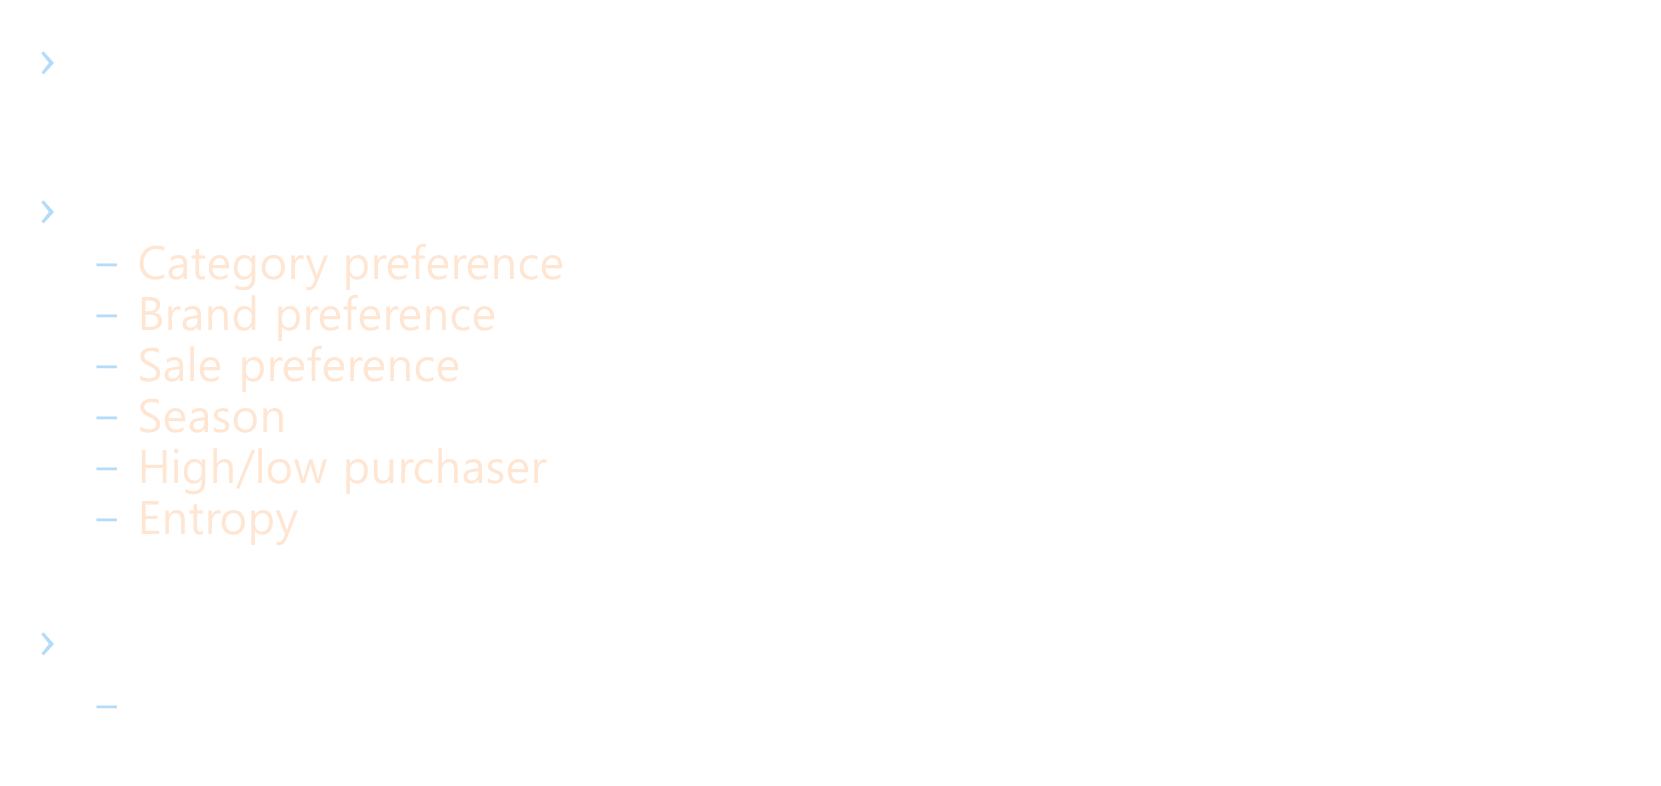 ›
›
– Category preference
– Brand preference
– Sale preference
– Season
– High/low purchaser
– Entropy
›
–